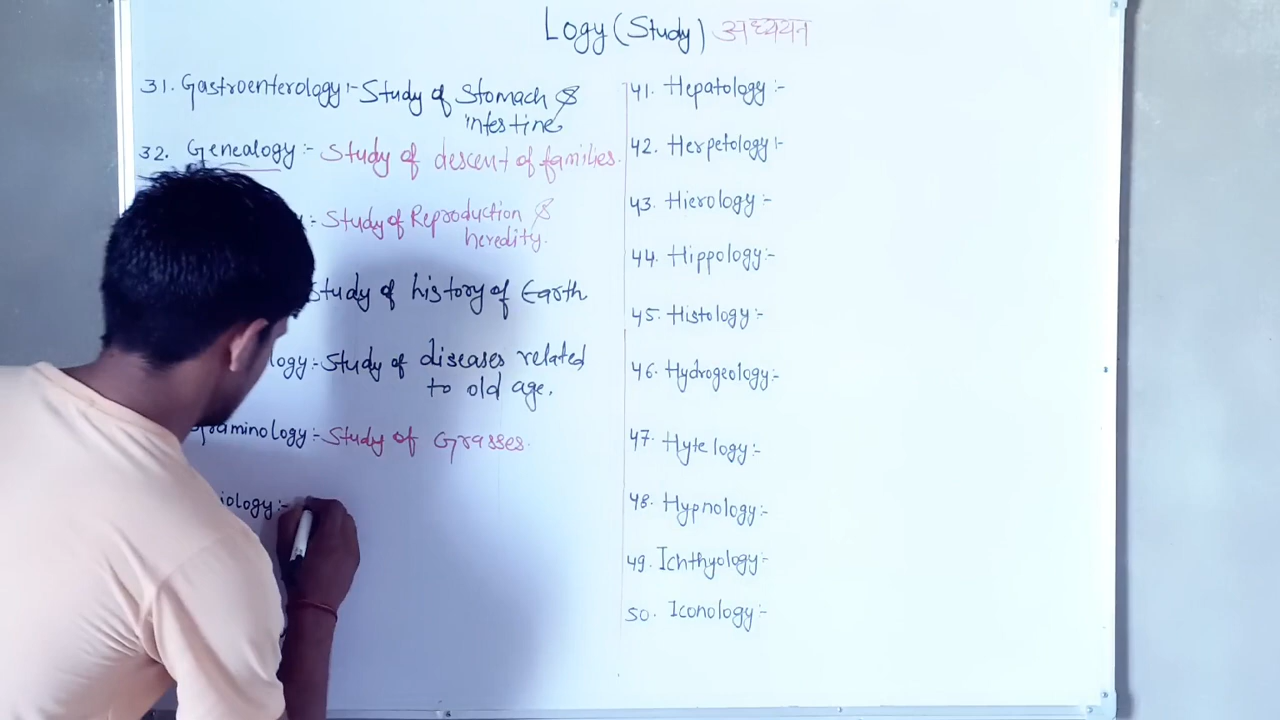 Logy (Study) अध्ययन
31. Gastroenterology:- Study of Stomach &
intestine
32. Genealogy:- Study of descent of families.
:- Study of Reproduction &
heredity.
Study of history of Earth
logy:- Study of diseases related
to old age.
Graminology:- Study of Grasses.
iology:-
41. Hepatology:-
42. Herpetology:-
43. Hierology:-
44. Hippology:-
45. Histology:-
46. Hydrogeology:-
47. Hyetology:-
48. Hypnology:-
49. Ichthyology:-
50. Iconology:-